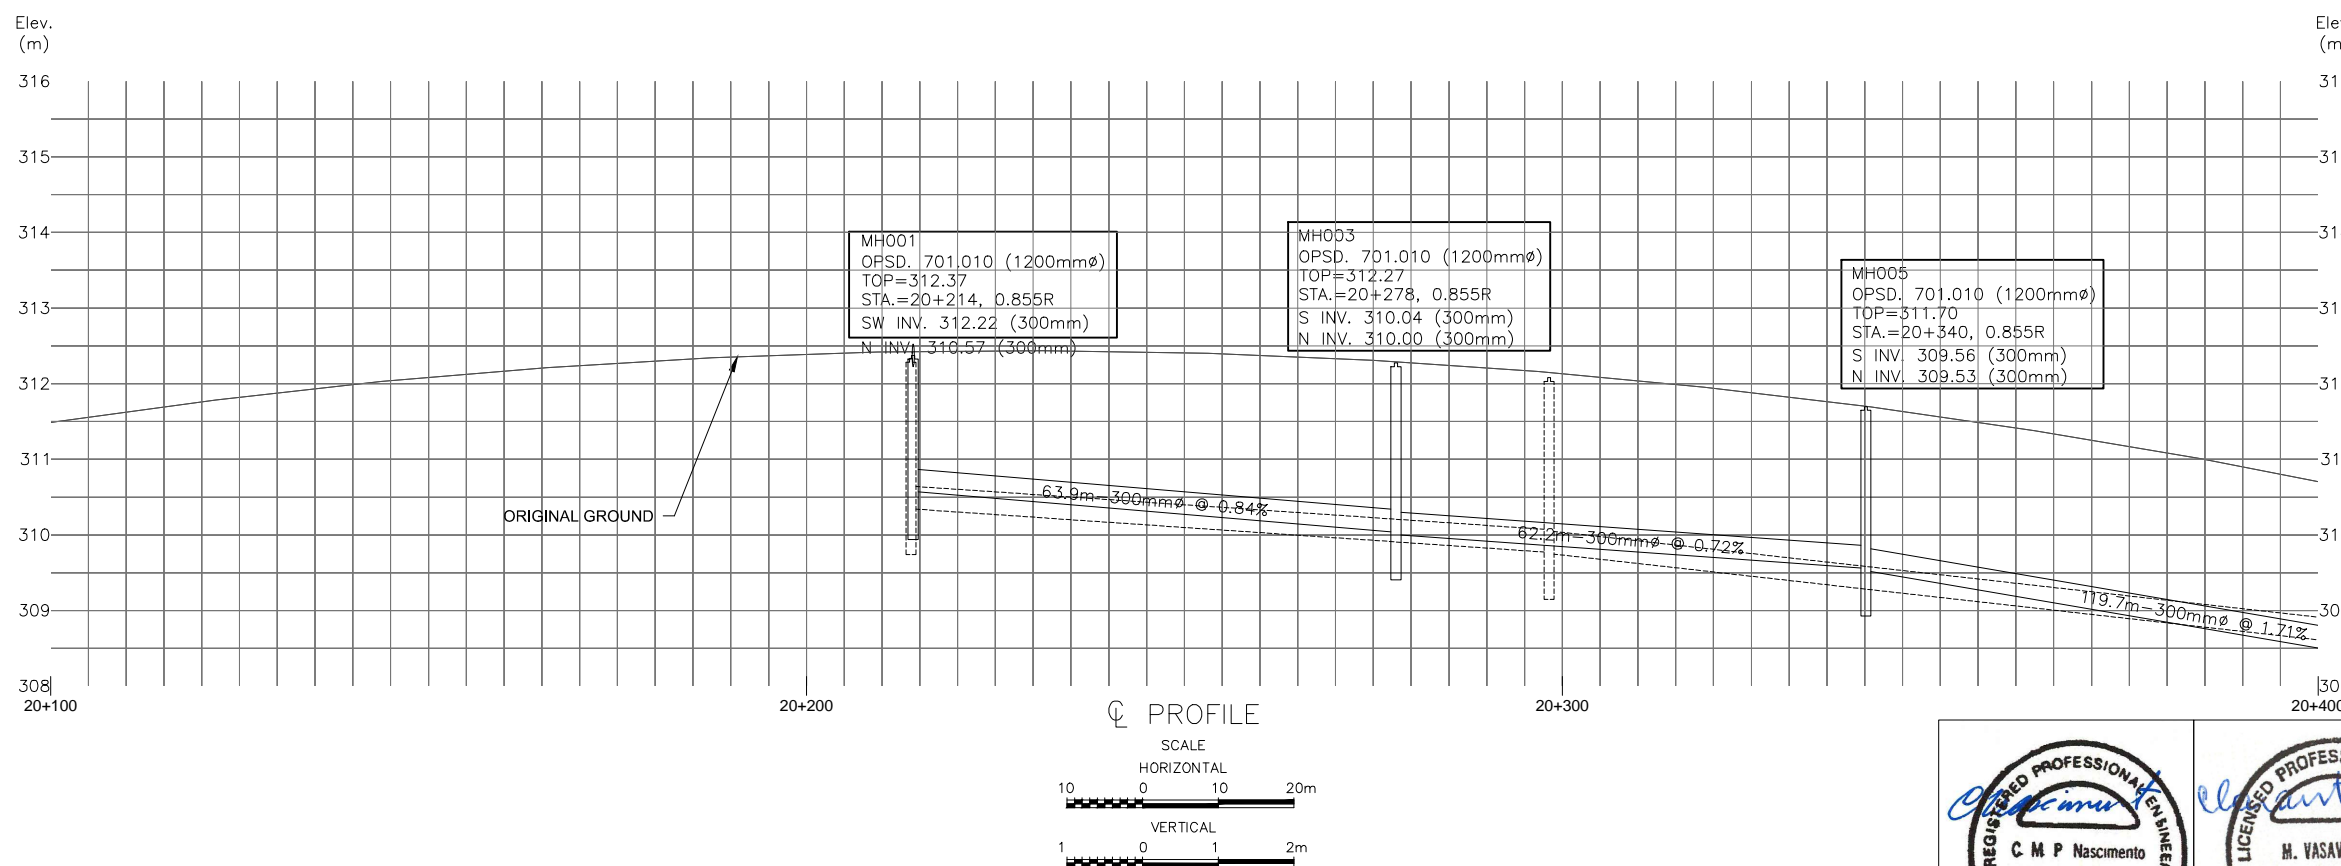 Elev.
(m)
316
315
314
313
312
311
310
309
308
MH001
OPSD. 701.010 (1200mmø)
TOP=312.37
STA.=20+214, 0.855R
SW INV. 312.22 (300mm)
N INV. 310.57 (300mm)
MH003
OPSD. 701.010 (1200mmø)
TOP=312.27
STA.=20+278, 0.855R
S INV. 310.04 (300mm)
N INV. 310.00 (300mm)
MH005
OPSD. 701.010 (1200mmø)
TOP=311.70
STA.=20+340, 0.855R
S INV. 309.56 (300mm)
N INV. 309.53 (300mm)
ORIGINAL GROUND
63.9m-300mmø @ 0.84%
62.2m-300mmø @ 0.72%
119.7m-300mmø @ 1.71%
20+100
20+200
20+300
20+400
℄ PROFILE
SCALE
HORIZONTAL
10 0 10 20m
VERTICAL
1 0 1 2m
REGISTERED PROFESSIONAL
C M P Nascimento
LICENSED